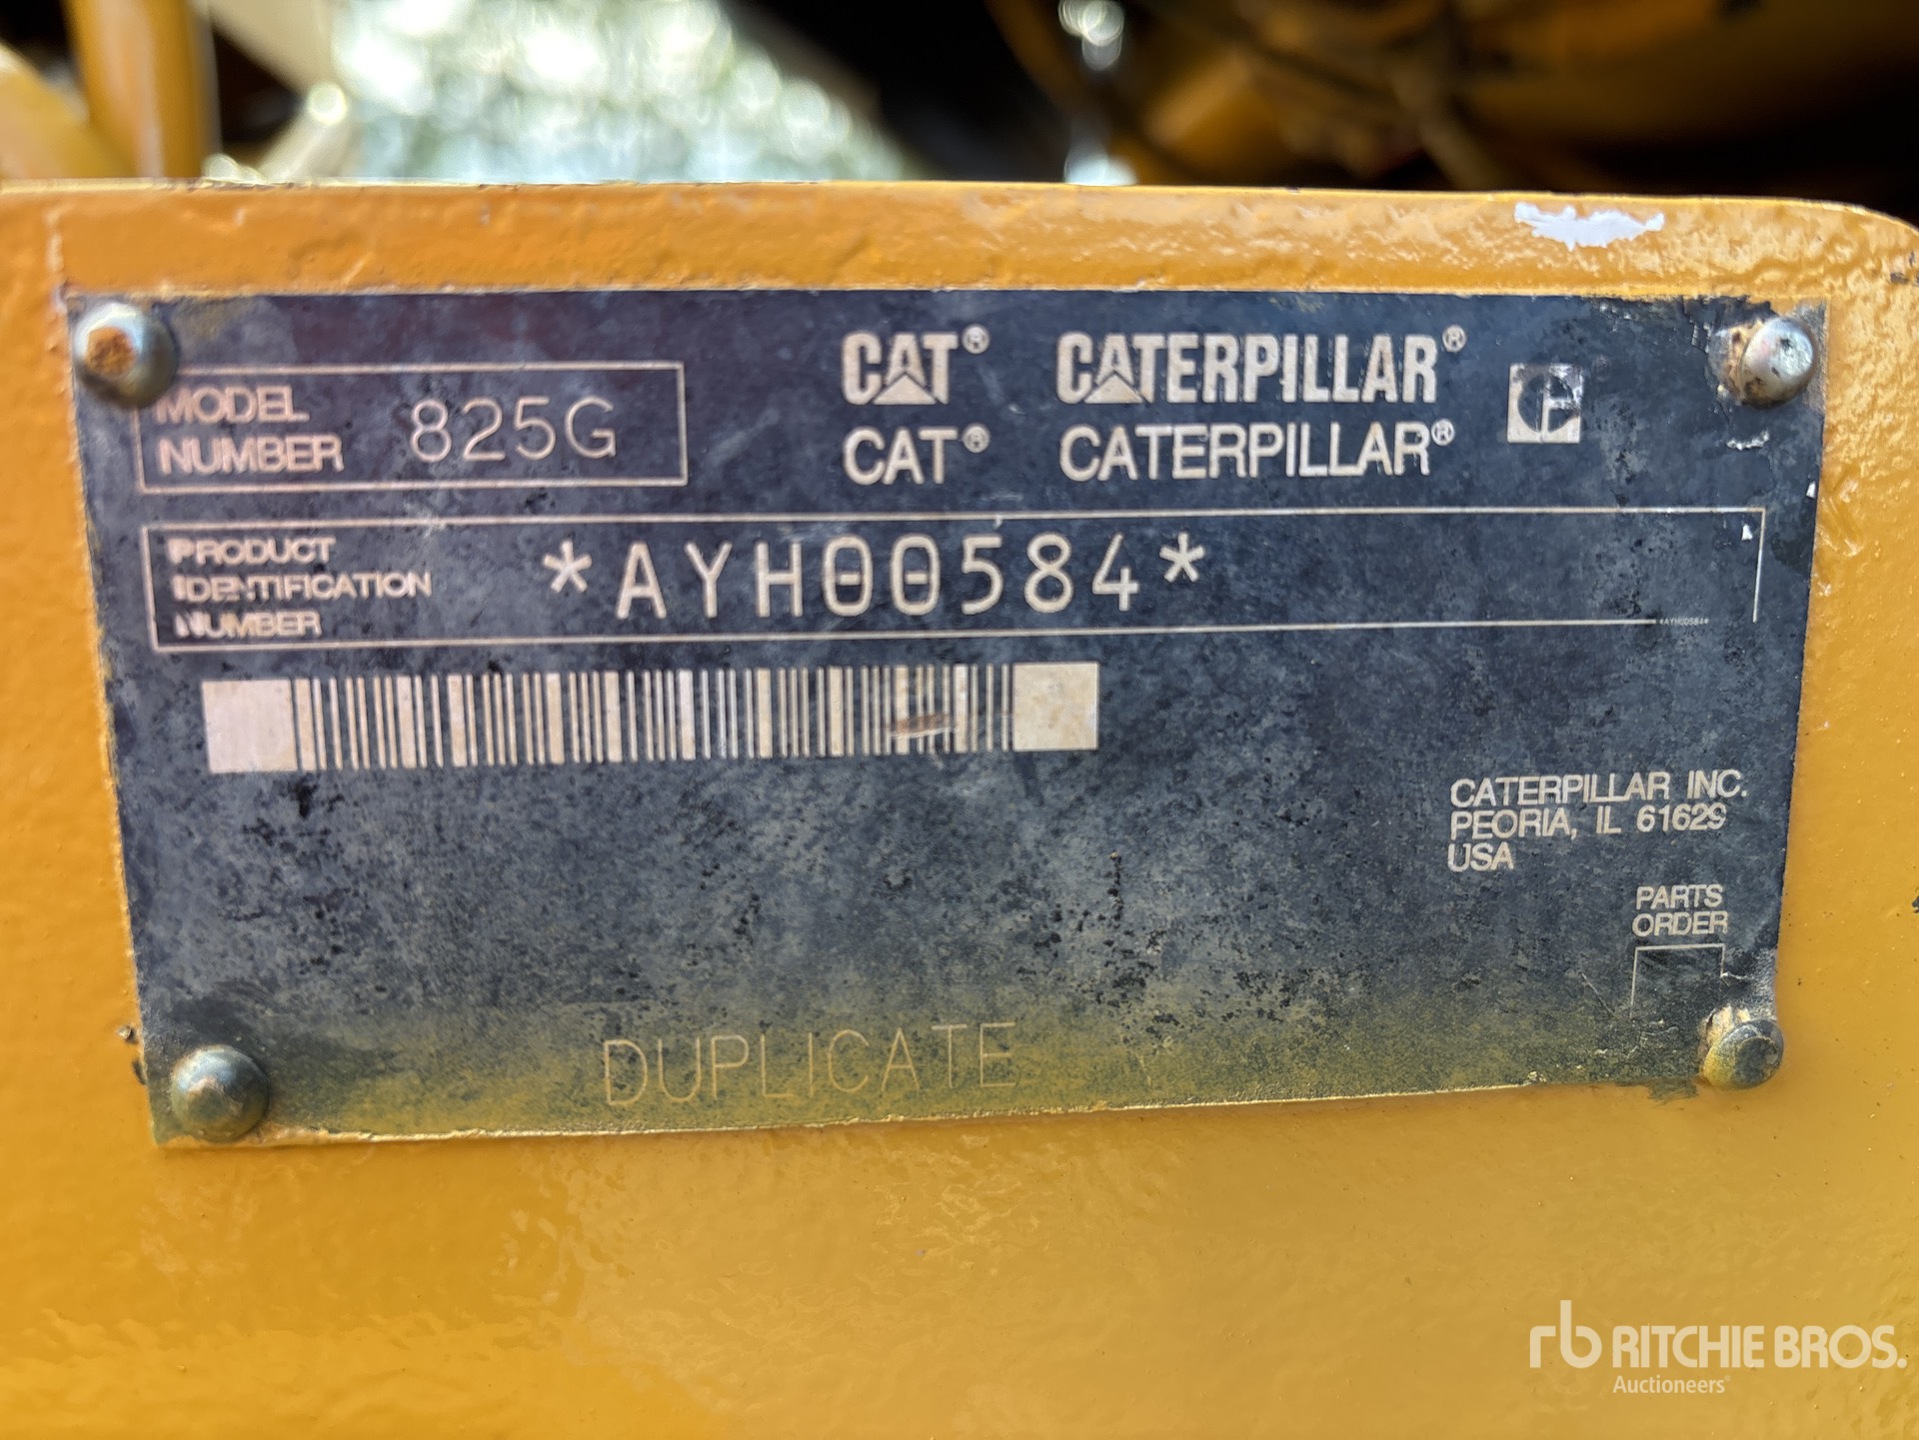 CAT® CATERPILLAR®
MODEL NUMBER 825G
CAT® CATERPILLAR®
PRODUCT
IDENTIFICATION
NUMBER
*AYH00584*
*AYH00584*
CATERPILLAR INC.
PEORIA, IL 61629
USA
PARTS
ORDER
DUPLICATE
rb RITCHIE BROS.
Auctioneers